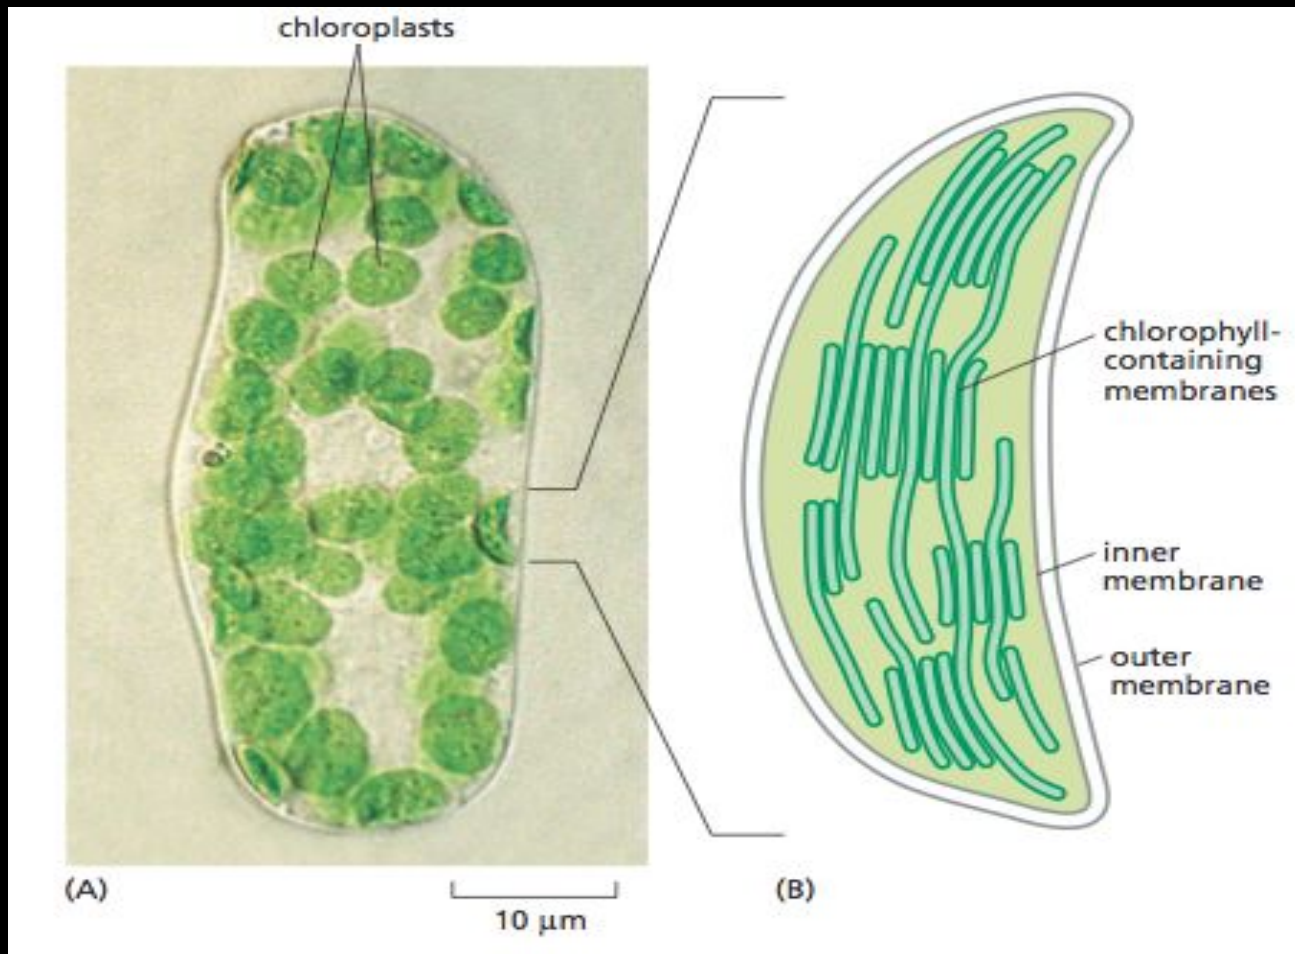 chloroplasts
chlorophyll-
containing
membranes
inner
membrane
outer
membrane
(A)
10 μm
(B)